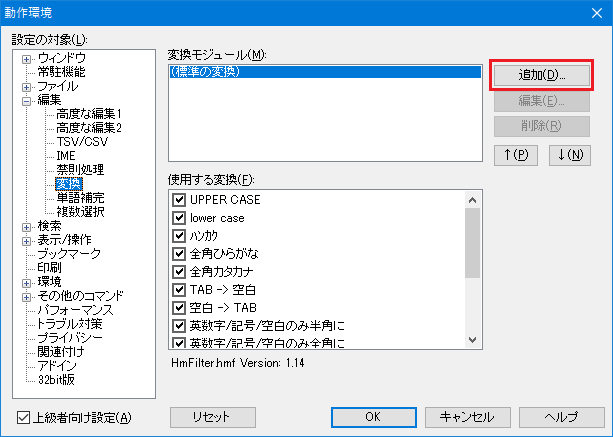 動作環境
設定の対象(L):
ウィンドウ
常駐機能
ファイル
編集
高度な編集1
高度な編集2
TSV/CSV
IME
禁則処理
変換
単語補完
複数選択
検索
表示/操作
ブックマーク
印刷
環境
その他のコマンド
パフォーマンス
トラブル対策
プライバシー
関連付け
アドイン
32bit版
変換モジュール(M):
(標準の変換)
追加(D)...
編集(E)...
削除(R)
↑(P)
↓(N)
使用する変換(F):
UPPER CASE
lower case
ﾊﾝｶｸ
全角ひらがな
全角カタカナ
TAB -> 空白
空白 -> TAB
英数字/記号/空白のみ半角に
英数字/記号/空白のみ全角に
HmFilter.hmf Version: 1.14
上級者向け設定(A)
リセット
OK
キャンセル
ヘルプ